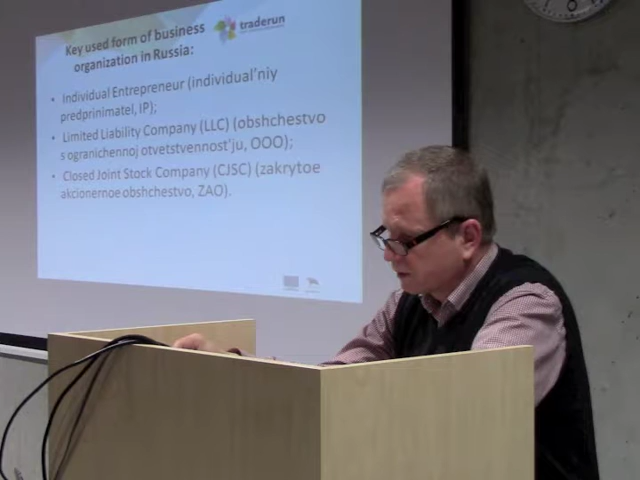 traderun
Key used form of business
organization in Russia:
• Individual Entrepreneur (individual'niy
predprinimatel, IP);
• Limited Liability Company (LLC) (obshchestvo
s ogranichennoj otvetstvennost'ju, OOO);
• Closed Joint Stock Company (CJSC) (zakrytoe
akcionernoe obshchestvo, ZAO).